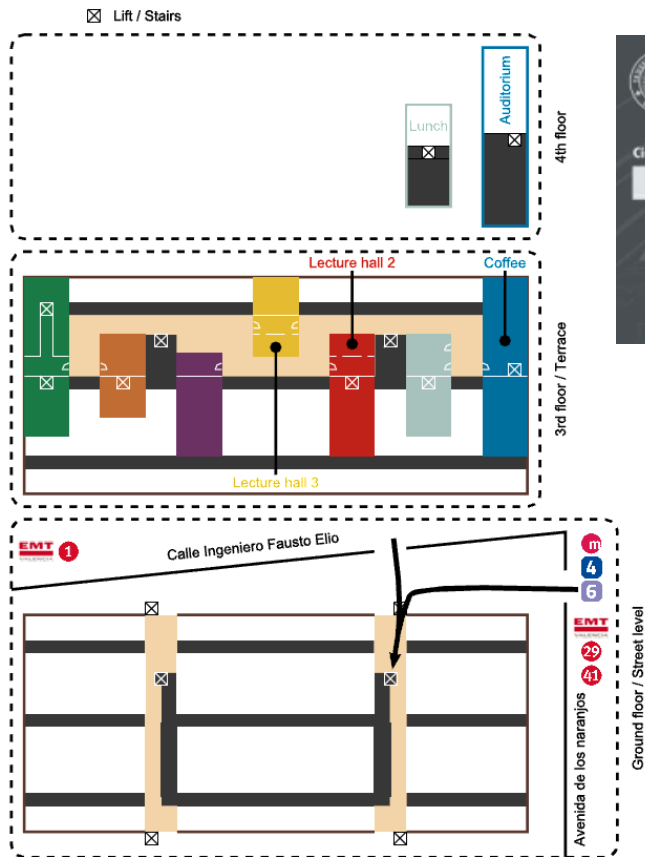 Lift / Stairs
Auditorium
Lunch
4th floor
Lecture hall 2
Coffee
Lecture hall 3
3rd floor / Terrace
EMT
VALENCIA
1
Calle Ingeniero Fausto Elio
m
4
6
EMT
VALENCIA
29
41
Avenida de los naranjos
Ground floor / Street level